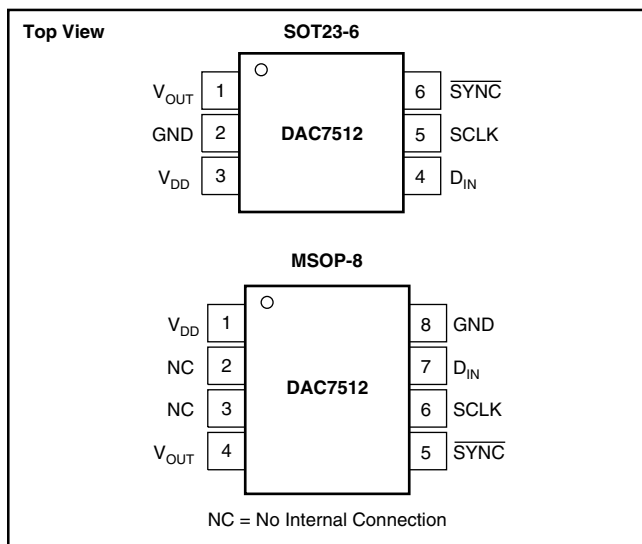 Top View
SOT23-6
V_OUT 1 6 S̅Y̅N̅C̅
GND 2 DAC7512 5 SCLK
V_DD 3 4 D_IN
MSOP-8
V_DD 1 8 GND
NC 2 7 D_IN
DAC7512
NC 3 6 SCLK
V_OUT 4 5 S̅Y̅N̅C̅
NC = No Internal Connection